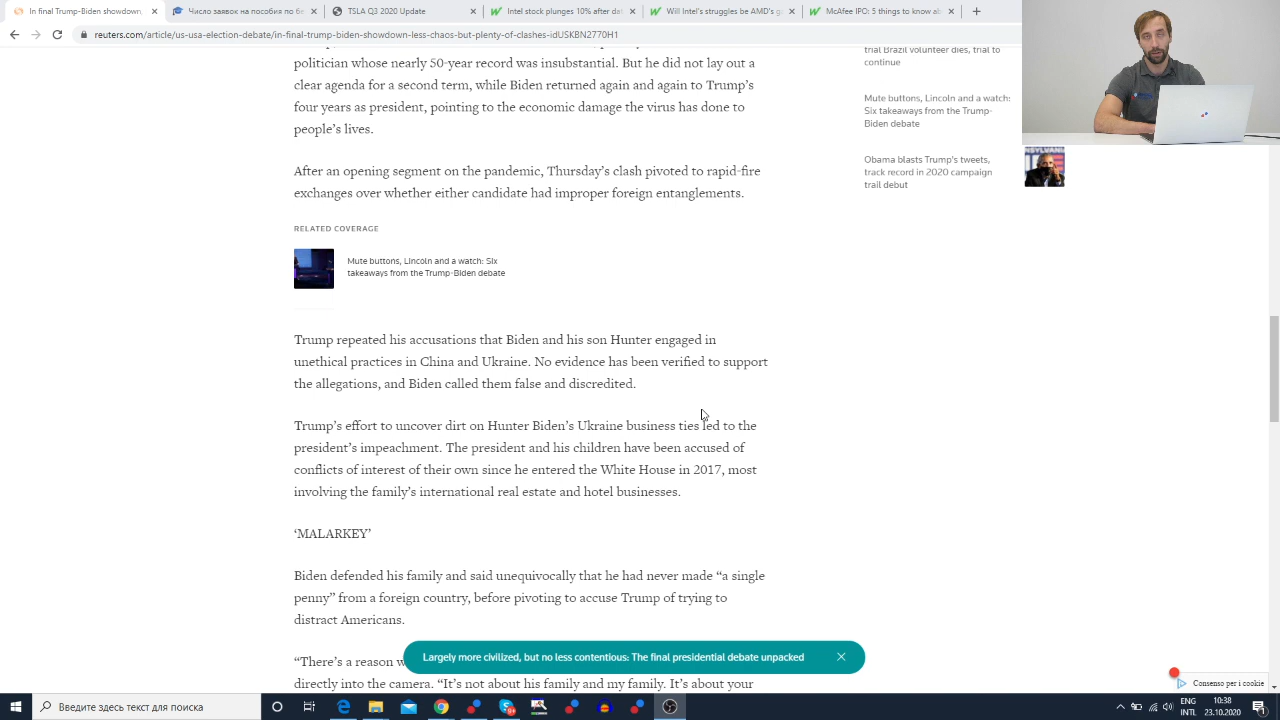 In final Trump-Biden showdown,
Число заявок на пособия по бе
TSLA Q3 2020 Update
Intel stock plunges 10% after dat
Will Intel's struggles be AMD's g
McAfee IPO: 5 things to know ab
reuters.com/article/us-usa-election-debate/in-final-trump-biden-showdown-less-chaos-but-plenty-of-clashes-idUSKBN2770H1
politician whose nearly 50-year record was insubstantial. But he did not lay out a
clear agenda for a second term, while Biden returned again and again to Trump's
four years as president, pointing to the economic damage the virus has done to
people's lives.
After an opening segment on the pandemic, Thursday's clash pivoted to rapid-fire
exchanges over whether either candidate had improper foreign entanglements.
RELATED COVERAGE
Mute buttons, Lincoln and a watch: Six
takeaways from the Trump-Biden debate
Trump repeated his accusations that Biden and his son Hunter engaged in
unethical practices in China and Ukraine. No evidence has been verified to support
the allegations, and Biden called them false and discredited.
Trump's effort to uncover dirt on Hunter Biden's Ukraine business ties led to the
president's impeachment. The president and his children have been accused of
conflicts of interest of their own since he entered the White House in 2017, most
involving the family's international real estate and hotel businesses.
'MALARKEY'
Biden defended his family and said unequivocally that he had never made “a single
penny” from a foreign country, before pivoting to accuse Trump of trying to
distract Americans.
“There's a reason w
directly into the camera. “It's not about his family and my family. It's about your
trial Brazil volunteer dies, trial to
continue
Mute buttons, Lincoln and a watch:
Six takeaways from the Trump-
Biden debate
Obama blasts Trump's tweets,
track record in 2020 campaign
trail debut
NSYLVANI
Largely more civilized, but no less contentious: The final presidential debate unpacked
Consenso per i cookie
Введите здесь текст для поиска
ENG
INTL
10:38
23.10.2020